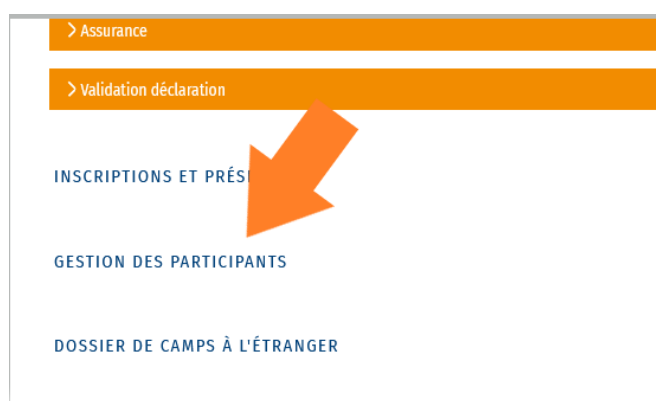 > Assurance
> Validation déclaration
INSCRIPTIONS ET
GESTION DES PARTICIPANTS
DOSSIER DE CAMPS À L'ÉTRANGER